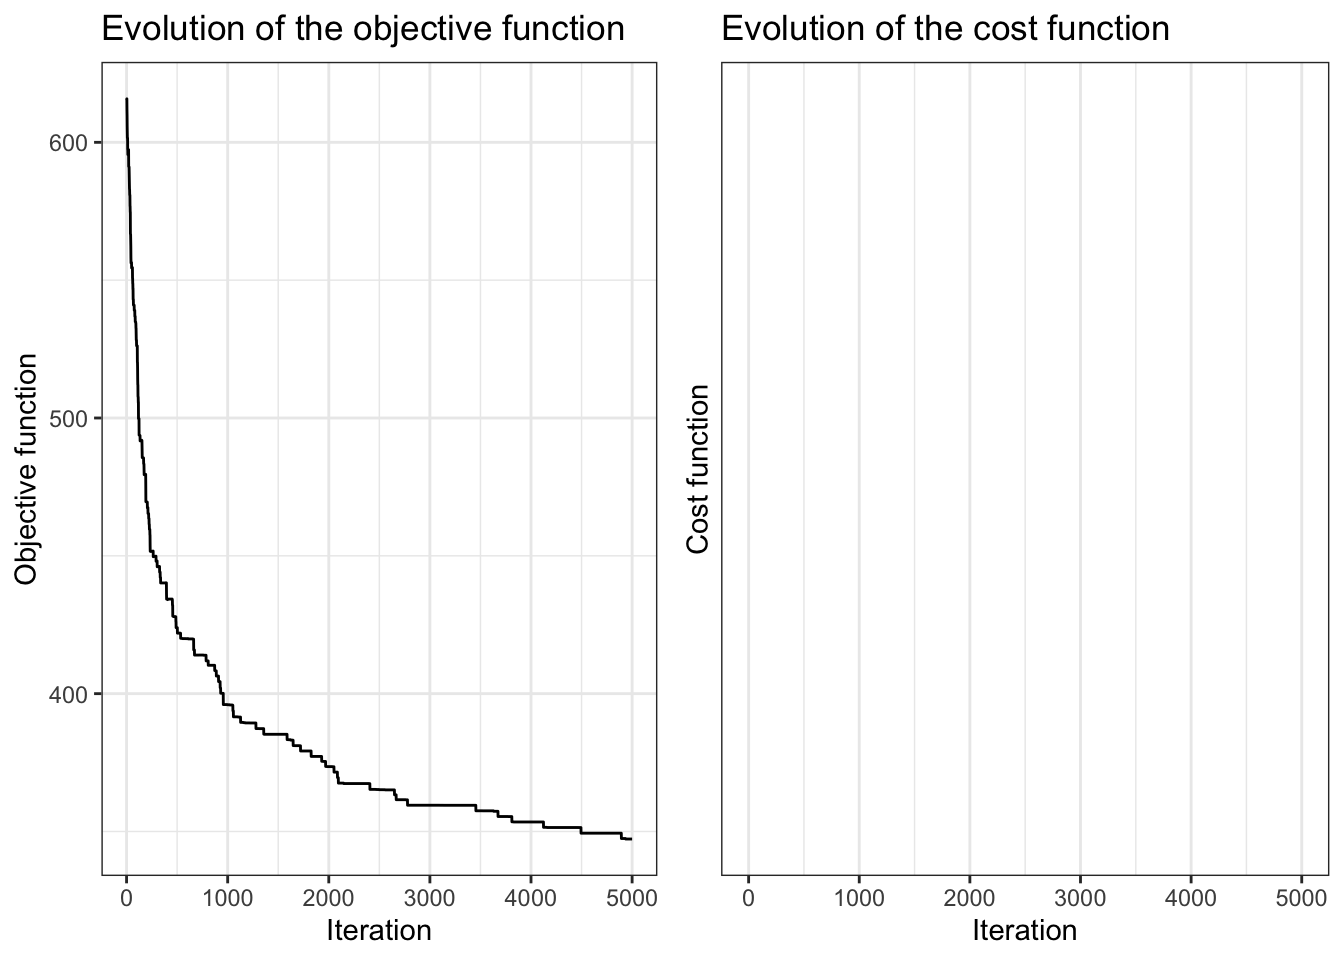 Evolution of the objective function
600
500
400
Objective function
0 1000 2000 3000 4000 5000
Iteration
Evolution of the cost function
Cost function
0 1000 2000 3000 4000 5000
Iteration